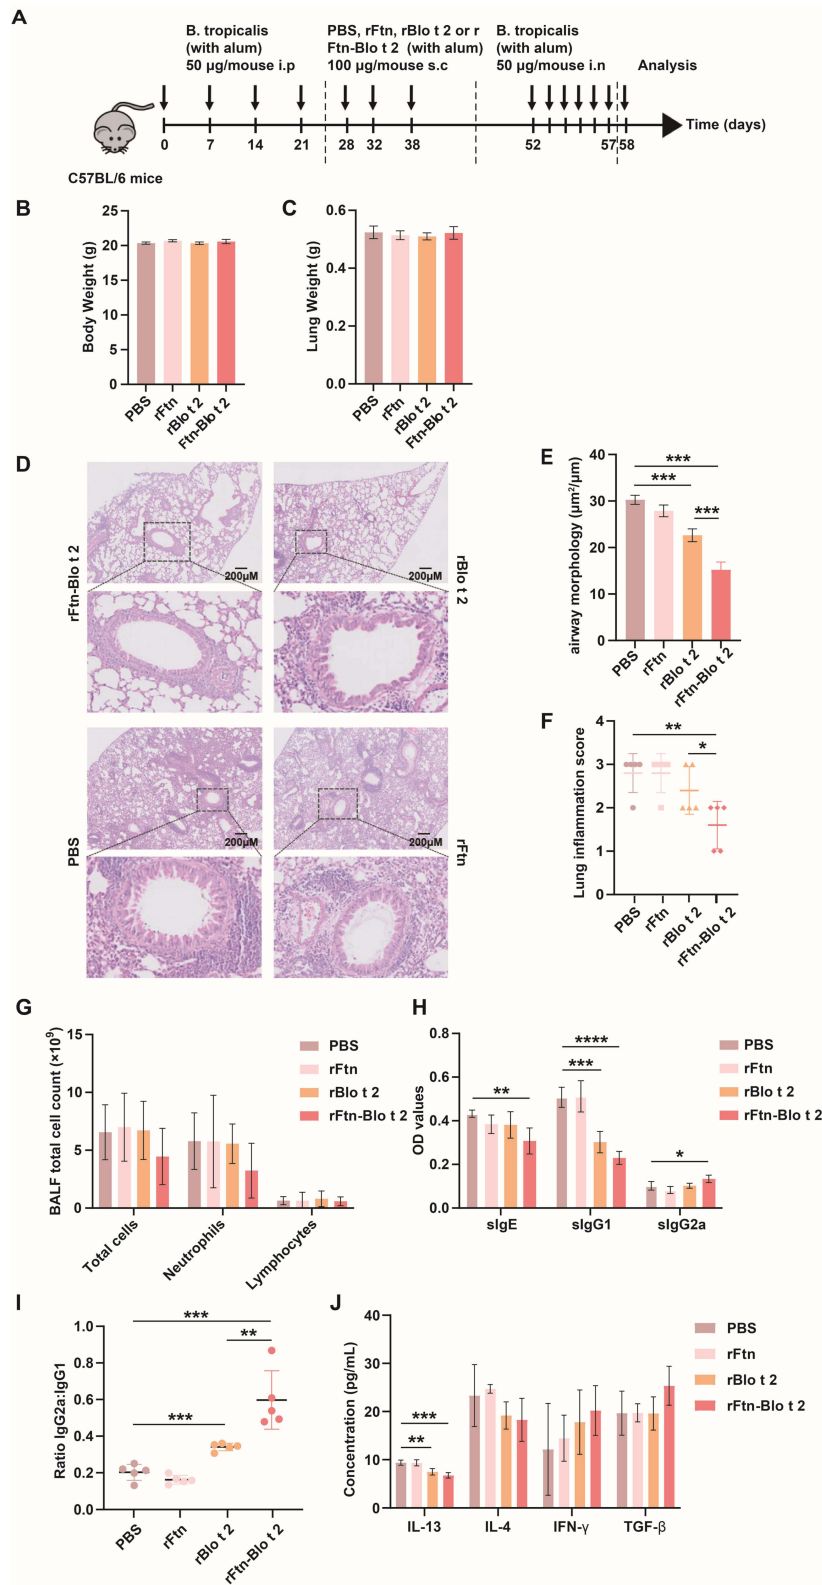 A
B. tropicalis
(with alum)
50 μg/mouse i.p
PBS, rFtn, rBlo t 2 or r
Ftn-Blo t 2 (with alum)
100 μg/mouse s.c
B. tropicalis
(with alum)
50 μg/mouse i.n
Analysis
Time (days)
0 7 14 21 28 32 38 52 57 58
C57BL/6 mice
B
Body Weight (g)
25
20
15
10
5
0
PBS
rFtn
rBlo t 2
Ftn-Blo t 2
C
Lung Weight (g)
0.6
0.4
0.2
0.0
PBS
rFtn
rBlo t 2
Ftn-Blo t 2
D
rFtn-Blo t 2
200μM
rBlo t 2
200μM
PBS
200μM
rFtn
200μM
E
airway morphology (μm²/μm)
40
30
20
10
0
***
***
***
PBS
rFtn
rBlo t 2
rFtn-Blo t 2
F
Lung inflammation score
4
3
2
1
0
**
*
PBS
rFtn
rBlo t 2
rFtn-Blo t 2
G
BALF total cell count (×10⁹)
15
10
5
0
PBS
rFtn
rBlo t 2
rFtn-Blo t 2
Total cells
Neutrophils
Lymphocytes
H
OD values
0.8
0.6
0.4
0.2
0.0
**
****
***
*
sIgE
sIgG1
sIgG2a
PBS
rFtn
rBlo t 2
rFtn-Blo t 2
I
Ratio IgG2a:IgG1
1.0
0.8
0.6
0.4
0.2
0.0
***
**
***
PBS
rFtn
rBlo t 2
rFtn-Blo t 2
J
Concentration (pg/mL)
40
30
20
10
0
***
**
IL-13
IL-4
IFN-γ
TGF-β
PBS
rFtn
rBlo t 2
rFtn-Blo t 2